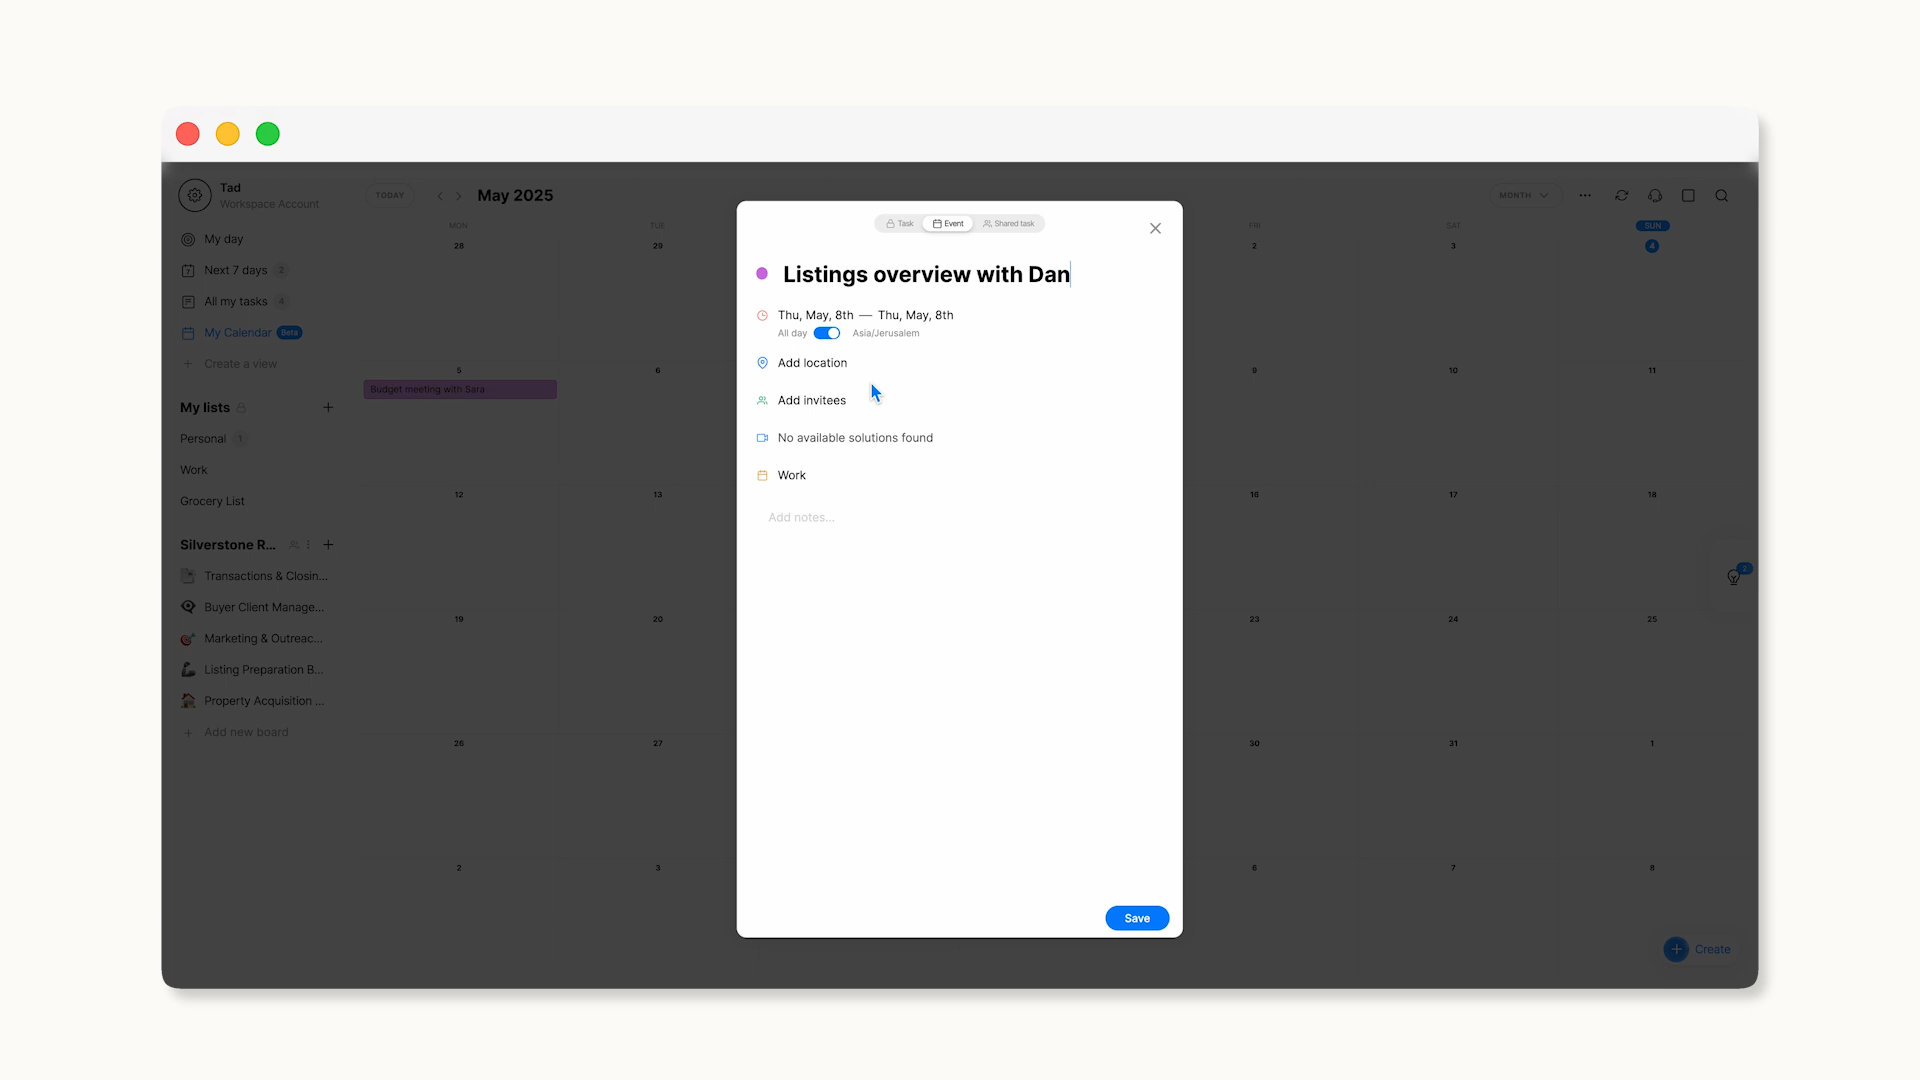 Tad
Workspace Account
TODAY
May 2025
MONTH
My day
7 Next 7 days 2
All my tasks 4
My Calendar Beta
Create a view
My lists
Personal 1
Work
Grocery List
Silverstone R...
Transactions & Closin...
Buyer Client Manage...
Marketing & Outreac...
Listing Preparation B...
Property Acquisition ...
Add new board
MON TUE FRI SAT SUN
28 29 2 3 4
5 6 9 10 11
Budget meeting with Sara
12 13 16 17 18
19 20 23 24 25
26 27 30 31 1
2 3 6 7 8
Task Event Shared task
Listings overview with Dan
Thu, May, 8th — Thu, May, 8th
All day Asia/Jerusalem
Add location
Add invitees
No available solutions found
Work
Add notes...
Save
2
Create